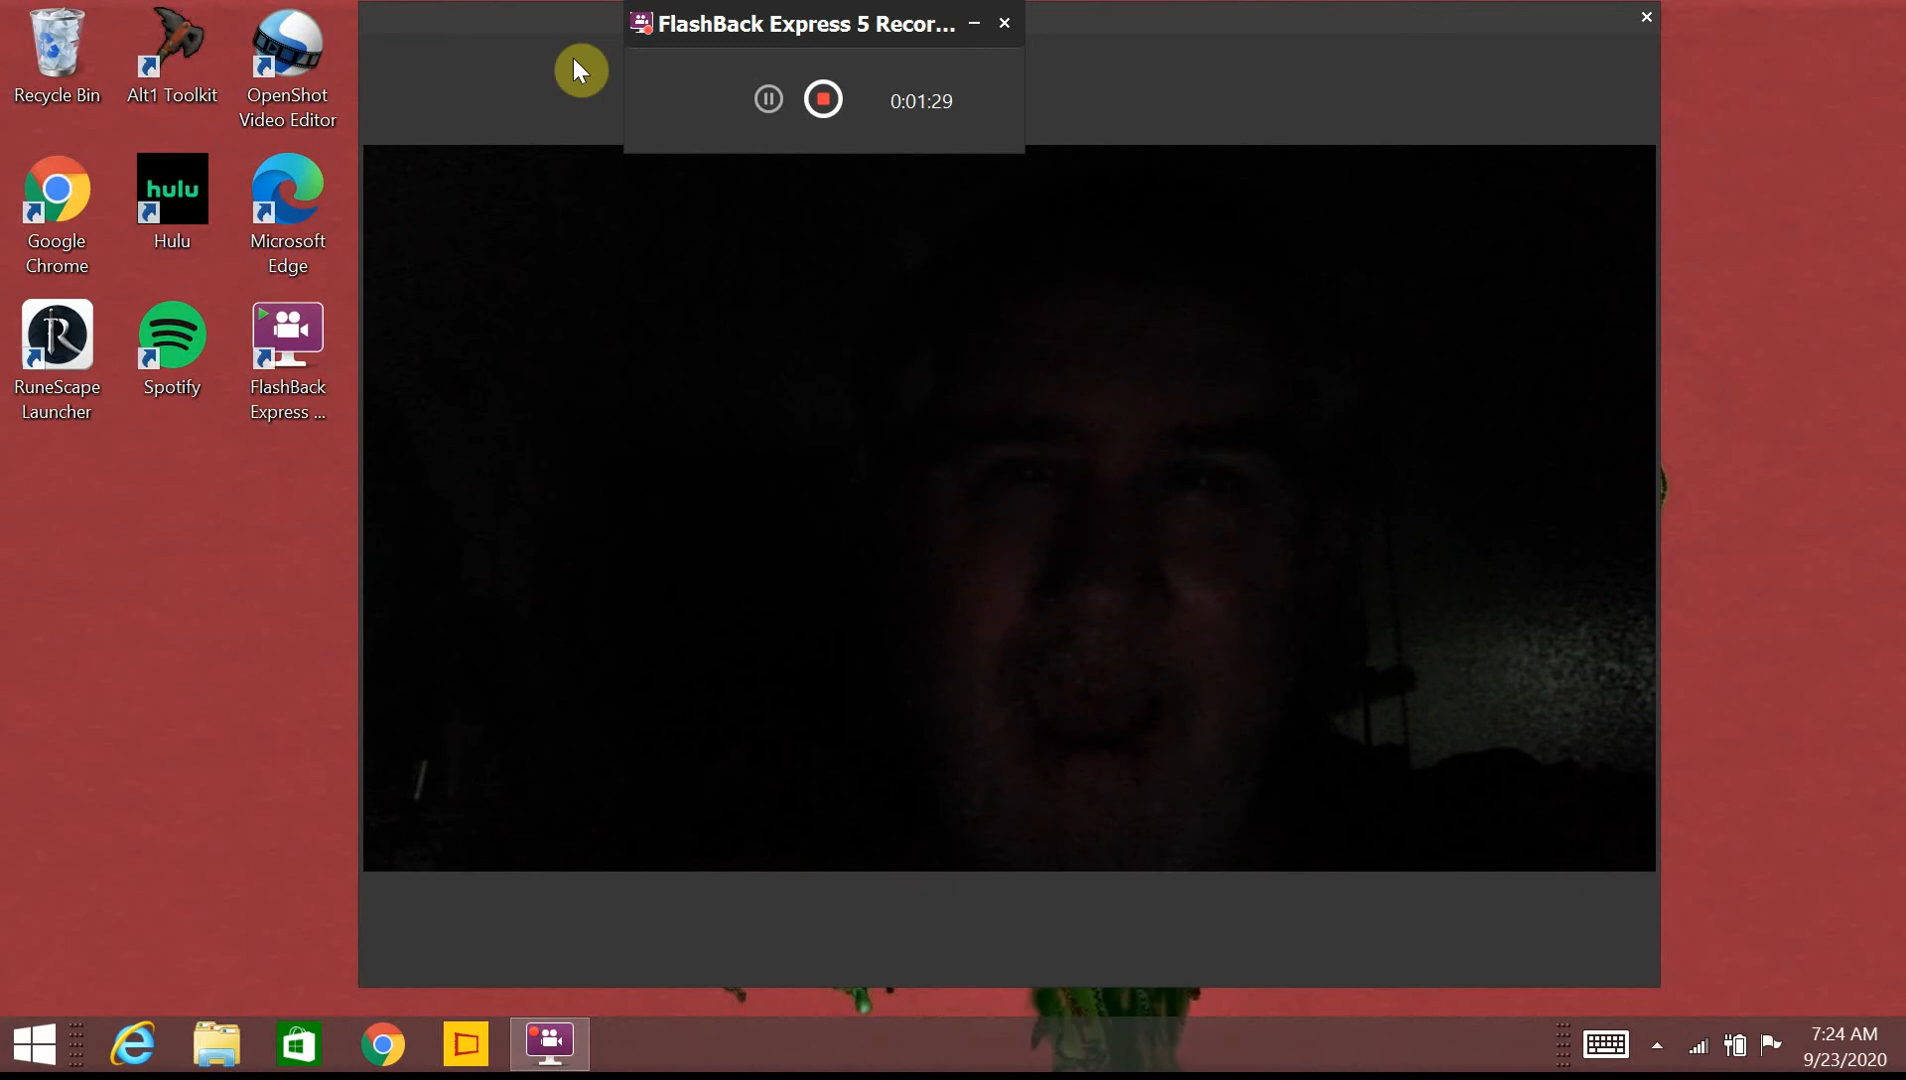 FlashBack Express 5 Recor...
0:01:29
Recycle Bin
Alt1 Toolkit
OpenShot
Video Editor
hulu
Google
Chrome
Hulu
Microsoft
Edge
RuneScape
Launcher
Spotify
FlashBack
Express ...
7:24 AM
9/23/2020